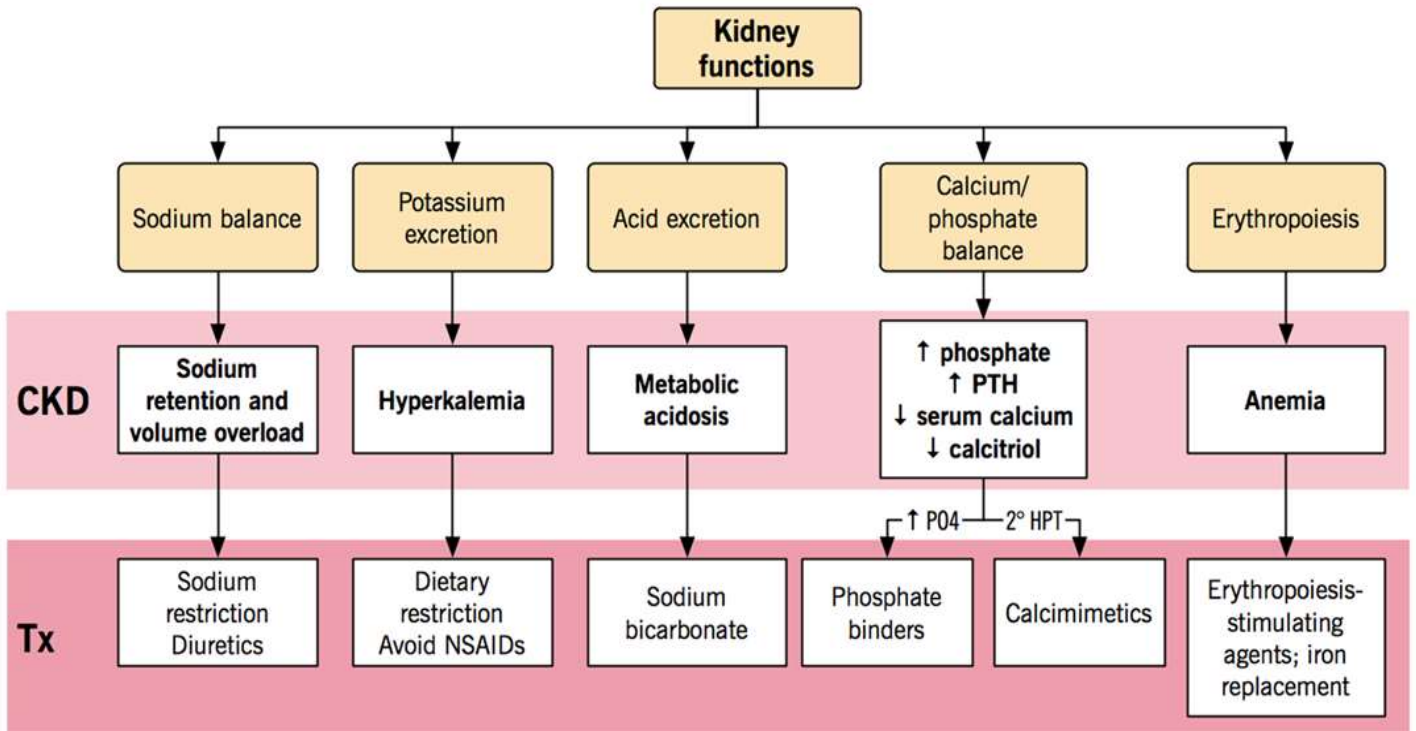 Kidney
functions
Sodium balance
Potassium
excretion
Acid excretion
Calcium/
phosphate
balance
Erythropoiesis
CKD
Sodium
retention and
volume overload
Hyperkalemia
Metabolic
acidosis
↑ phosphate
↑ PTH
↓ serum calcium
↓ calcitriol
Anemia
↑ PO4
2° HPT
Tx
Sodium
restriction
Diuretics
Dietary
restriction
Avoid NSAIDs
Sodium
bicarbonate
Phosphate
binders
Calcimimetics
Erythropoiesis-
stimulating
agents; iron
replacement